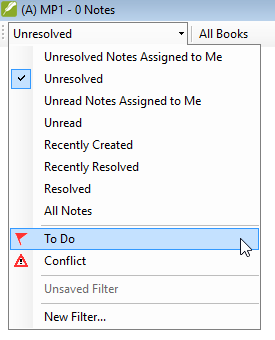 (A) MP1 - 0 Notes
Unresolved All Books
Unresolved Notes Assigned to Me
Unresolved
Unread Notes Assigned to Me
Unread
Recently Created
Recently Resolved
Resolved
All Notes
To Do
Conflict
Unsaved Filter
New Filter...